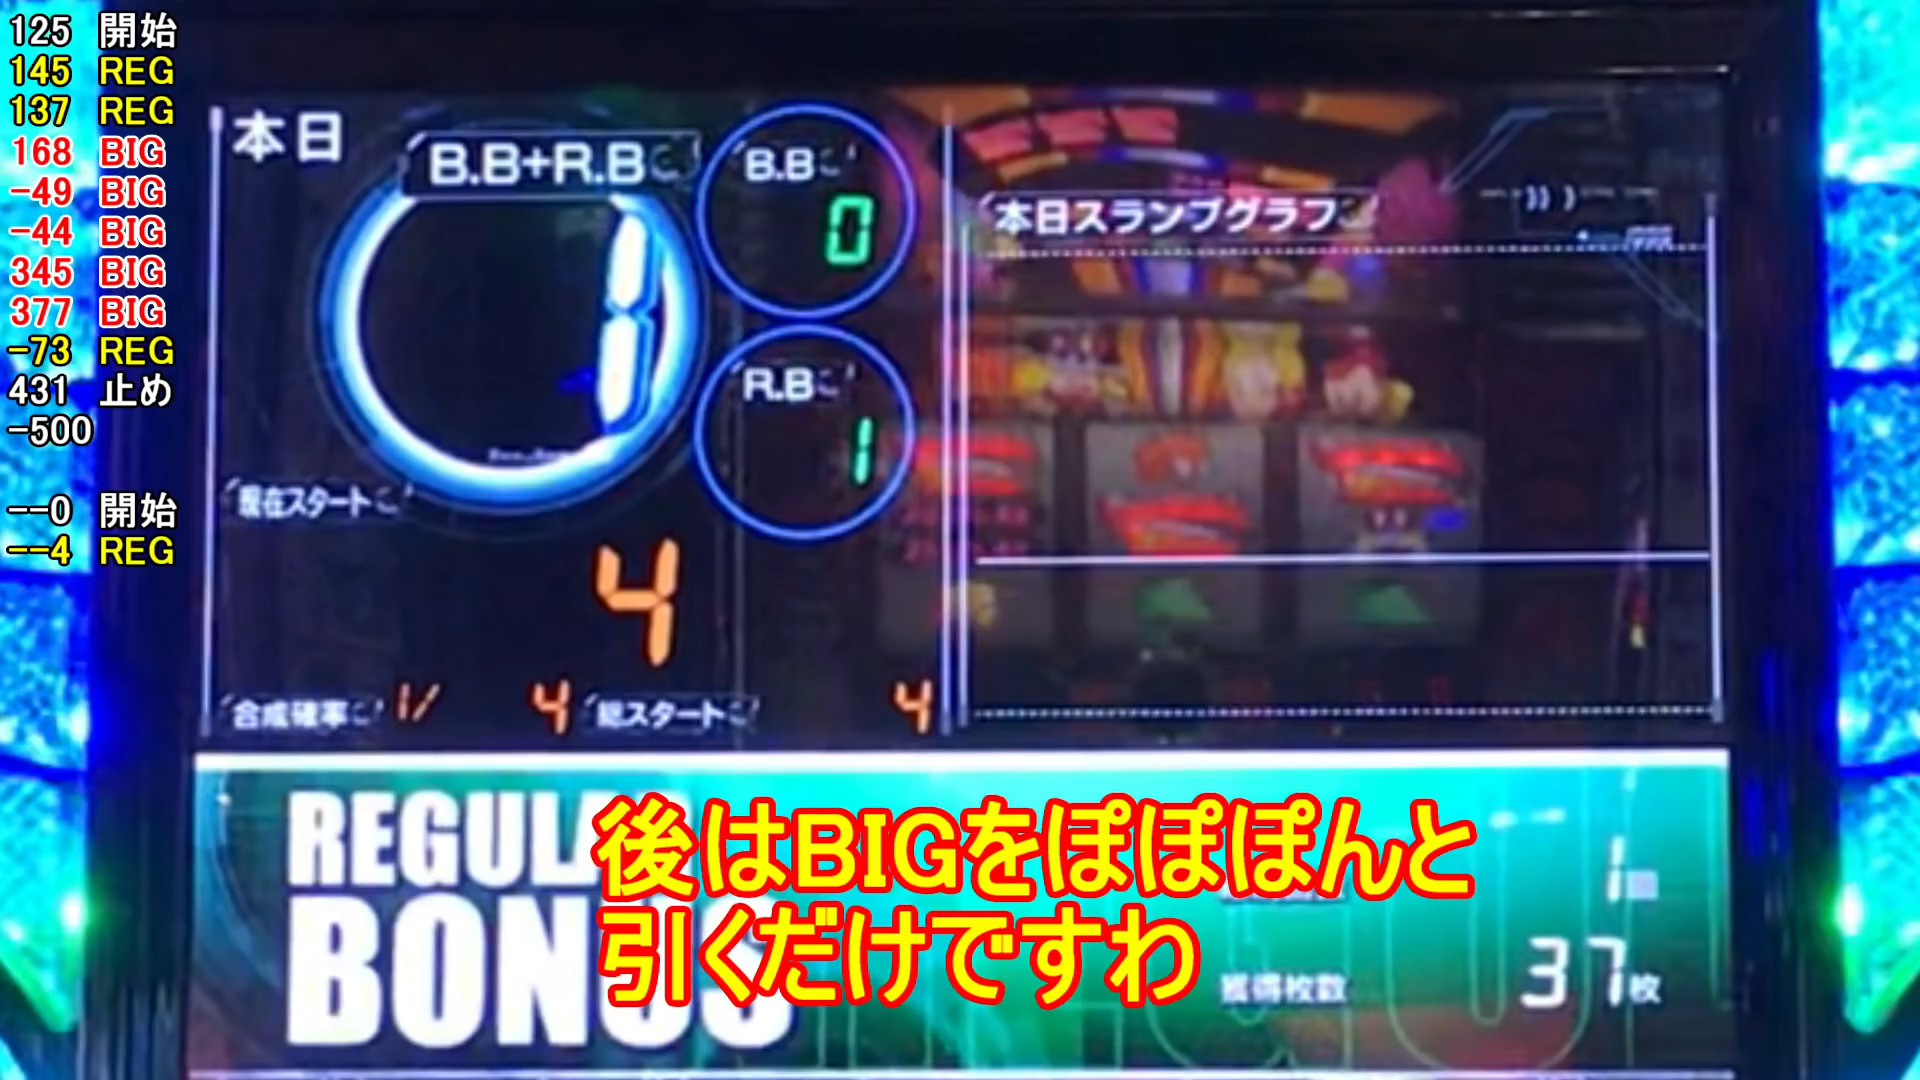 125 開始
145 REG
137 REG
168 BIG
-49 BIG
-44 BIG
345 BIG
377 BIG
-73 REG
431 止め
-500
--0 開始
--4 REG
本日
B.B+R.B
1
B.B
0
R.B
1
現在スタート
4
合成確率 1/ 4
総スタート 4
本日スランプグラフ
REGULAR
BONUS
後はBIGをぽぽぽんと
引くだけですわ
獲得枚数 37枚